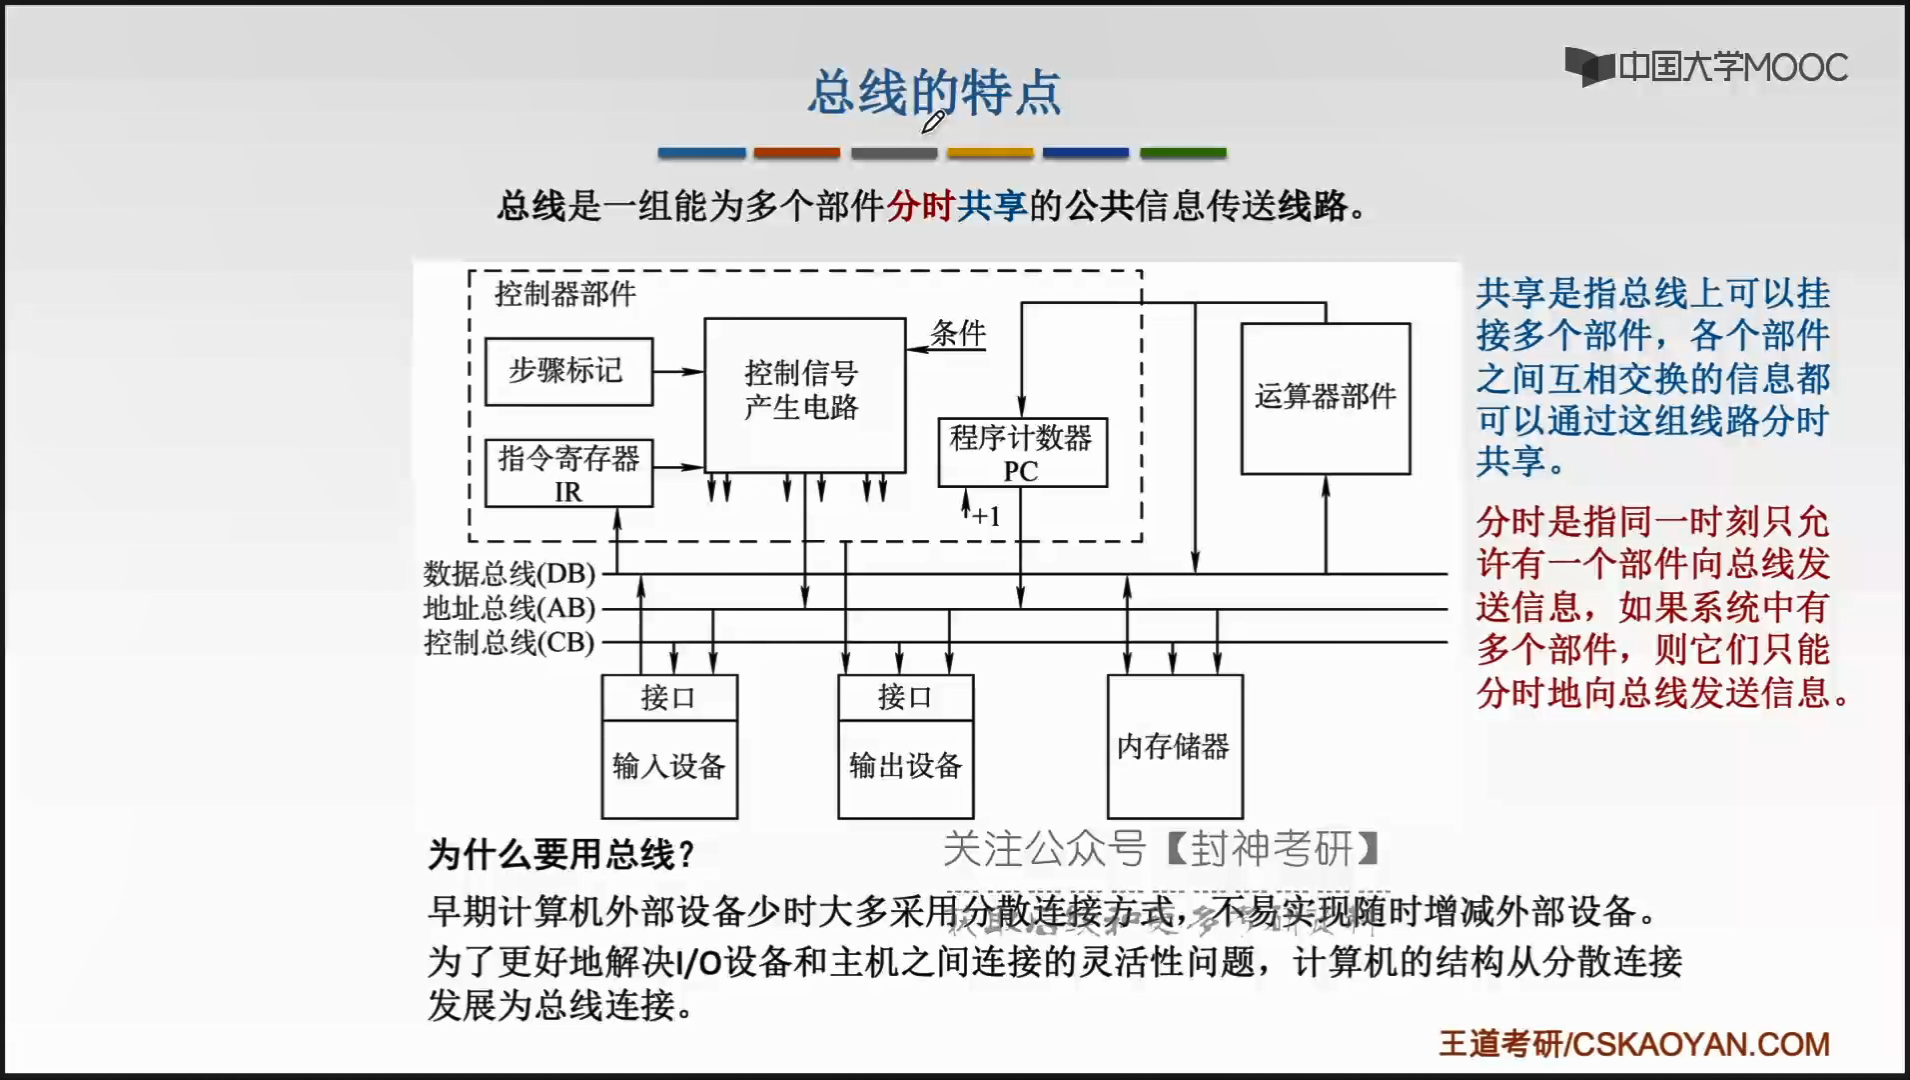 中国大学MOOC
总线的特点
总线是一组能为多个部件分时共享的公共信息传送线路。
控制器部件
步骤标记
控制信号
产生电路
条件
指令寄存器
IR
程序计数器
PC
+1
运算器部件
数据总线(DB)
地址总线(AB)
控制总线(CB)
接口
输入设备
接口
输出设备
内存储器
共享是指总线上可以挂
接多个部件，各个部件
之间互相交换的信息都
可以通过这组线路分时
共享。
分时是指同一时刻只允
许有一个部件向总线发
送信息，如果系统中有
多个部件，则它们只能
分时地向总线发送信息。
为什么要用总线？
关注公众号【封神考研】
早期计算机外部设备少时大多采用分散连接方式，不易实现随时增减外部设备。
为了更好地解决I/O设备和主机之间连接的灵活性问题，计算机的结构从分散连接
发展为总线连接。
王道考研/CSKAOYAN.COM